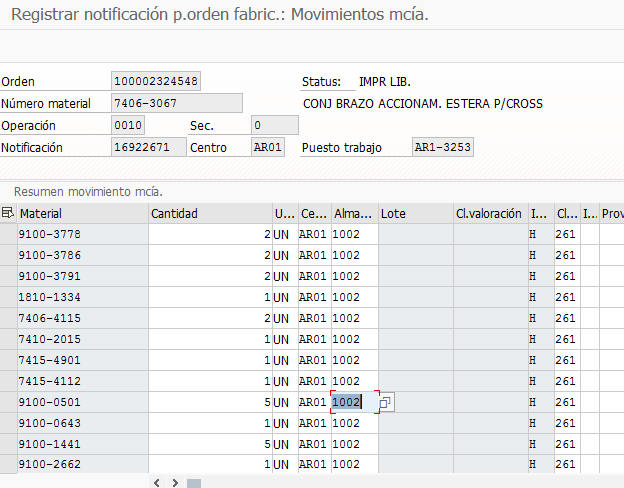 Registrar notificación p.orden fabric.: Movimientos mcía.
Orden 100002324548 Status: IMPR LIB.
Número material 7406-3067 CONJ BRAZO ACCIONAM. ESTERA P/CROSS
Operación 0010 Sec. 0
Notificación 16922671 Centro AR01 Puesto trabajo AR1-3253
Resumen movimiento mcía.
Material Cantidad U... Ce... Alma... Lote Cl.valoración I... Cl... I... Prov
9100-3778 2 UN AR01 1002 H 261
9100-3786 2 UN AR01 1002 H 261
9100-3791 2 UN AR01 1002 H 261
1810-1334 1 UN AR01 1002 H 261
7406-4115 2 UN AR01 1002 H 261
7410-2015 1 UN AR01 1002 H 261
7415-4901 1 UN AR01 1002 H 261
7415-4112 1 UN AR01 1002 H 261
9100-0501 5 UN AR01 1002 H 261
9100-0643 1 UN AR01 1002 H 261
9100-1441 5 UN AR01 1002 H 261
9100-2662 1 UN AR01 1002 H 261